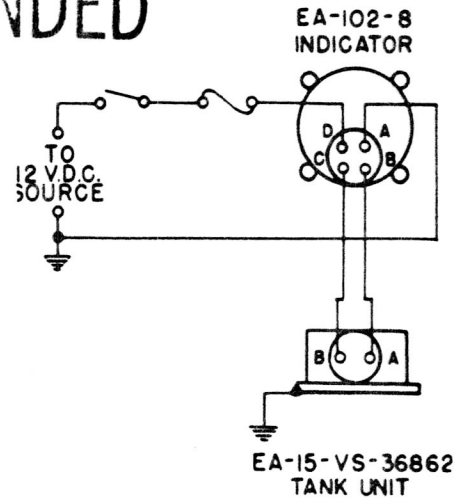 NDED
EA-102-8
INDICATOR
D A
C B
TO
12 V.D.C.
SOURCE
B A
EA-15-VS-36862
TANK UNIT